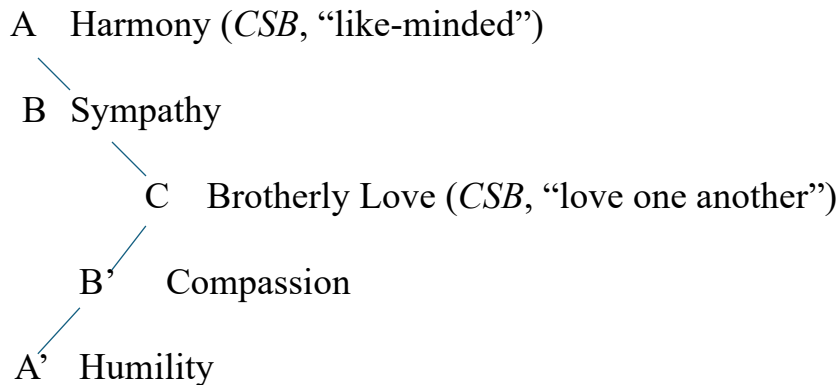 A Harmony (CSB, “like-minded”)
B Sympathy
C Brotherly Love (CSB, “love one another”)
B’ Compassion
A’ Humility